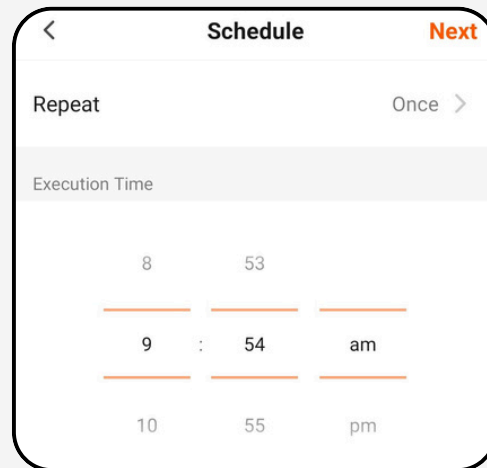 Schedule Next
Repeat Once
Execution Time
8 53
9 : 54 am
10 55 pm